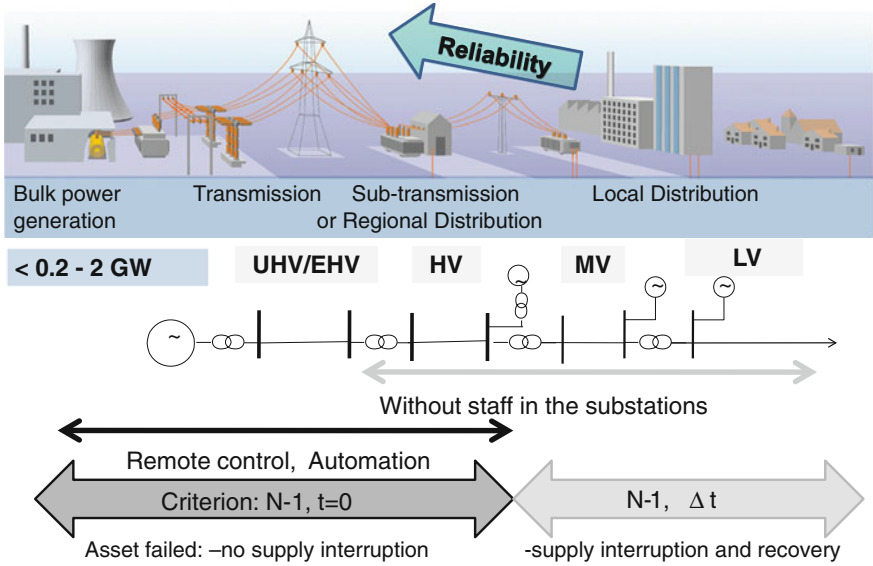 Reliability
Bulk power
generation
Transmission
Sub-transmission
or Regional Distribution
Local Distribution
< 0.2 - 2 GW
UHV/EHV
HV
MV
LV
~
~
~
~
Without staff in the substations
Remote control, Automation
Criterion: N-1, t=0
N-1, Δ t
Asset failed: –no supply interruption
-supply interruption and recovery